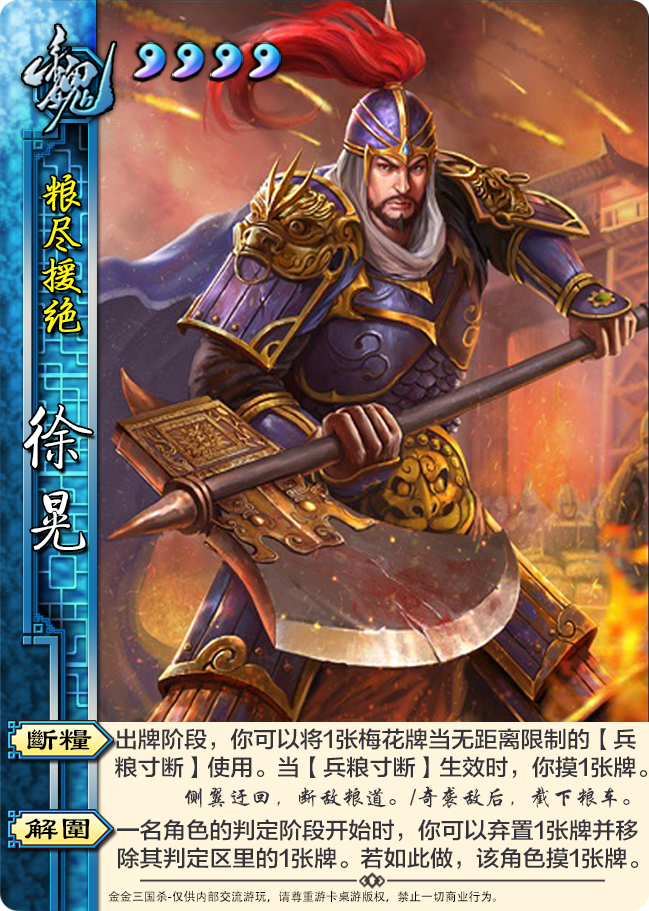 魏
粮尽援绝
徐晃
斷糧
出牌阶段，你可以将1张梅花牌当无距离限制的【兵
粮寸断】使用。当【兵粮寸断】生效时，你摸1张牌。
侧翼迂回，断敌粮道。/奇袭敌后，截下粮车。
解圍
一名角色的判定阶段开始时，你可以弃置1张牌并移
除其判定区里的1张牌。若如此做，该角色摸1张牌。
金金三国杀-仅供内部交流游玩，请尊重游卡桌游版权，禁止一切商业行为。